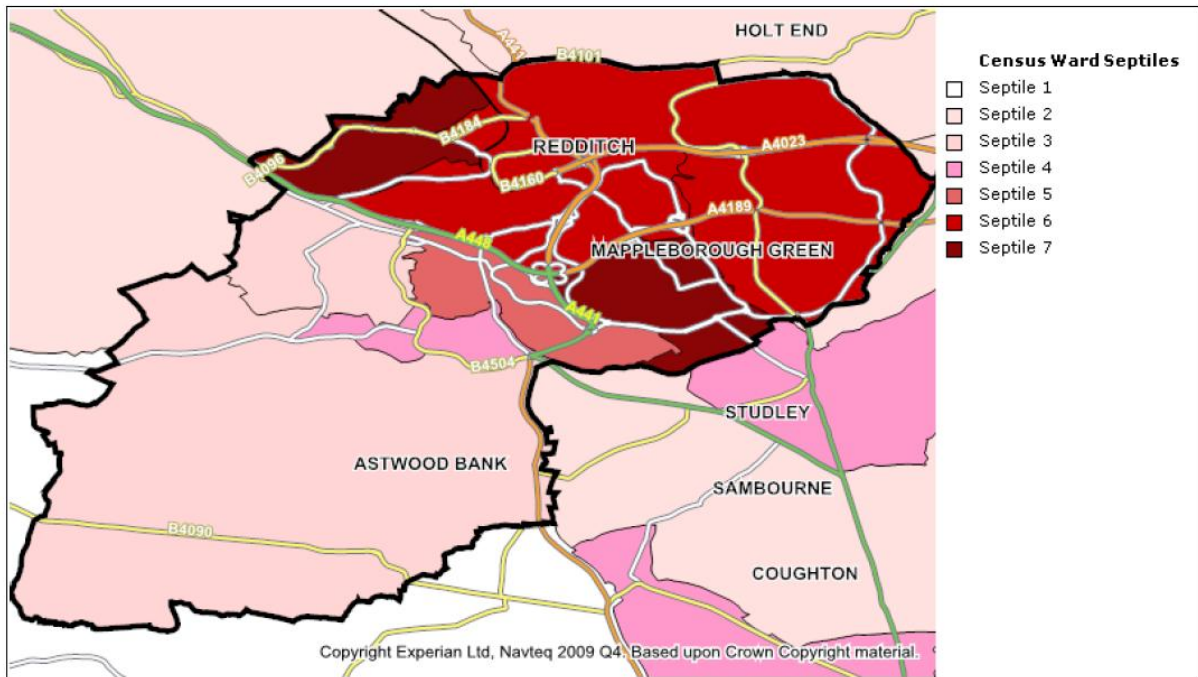 HOLT END
A441
B4101
B4184
REDDITCH
A4023
B4096
B4160
A4189
A448
MAPPLEBOROUGH GREEN
A441
B4504
STUDLEY
ASTWOOD BANK
SAMBOURNE
B4090
COUGHTON
Copyright Experian Ltd, Navteq 2009 Q4. Based upon Crown Copyright material.
Census Ward Septiles
Septile 1
Septile 2
Septile 3
Septile 4
Septile 5
Septile 6
Septile 7